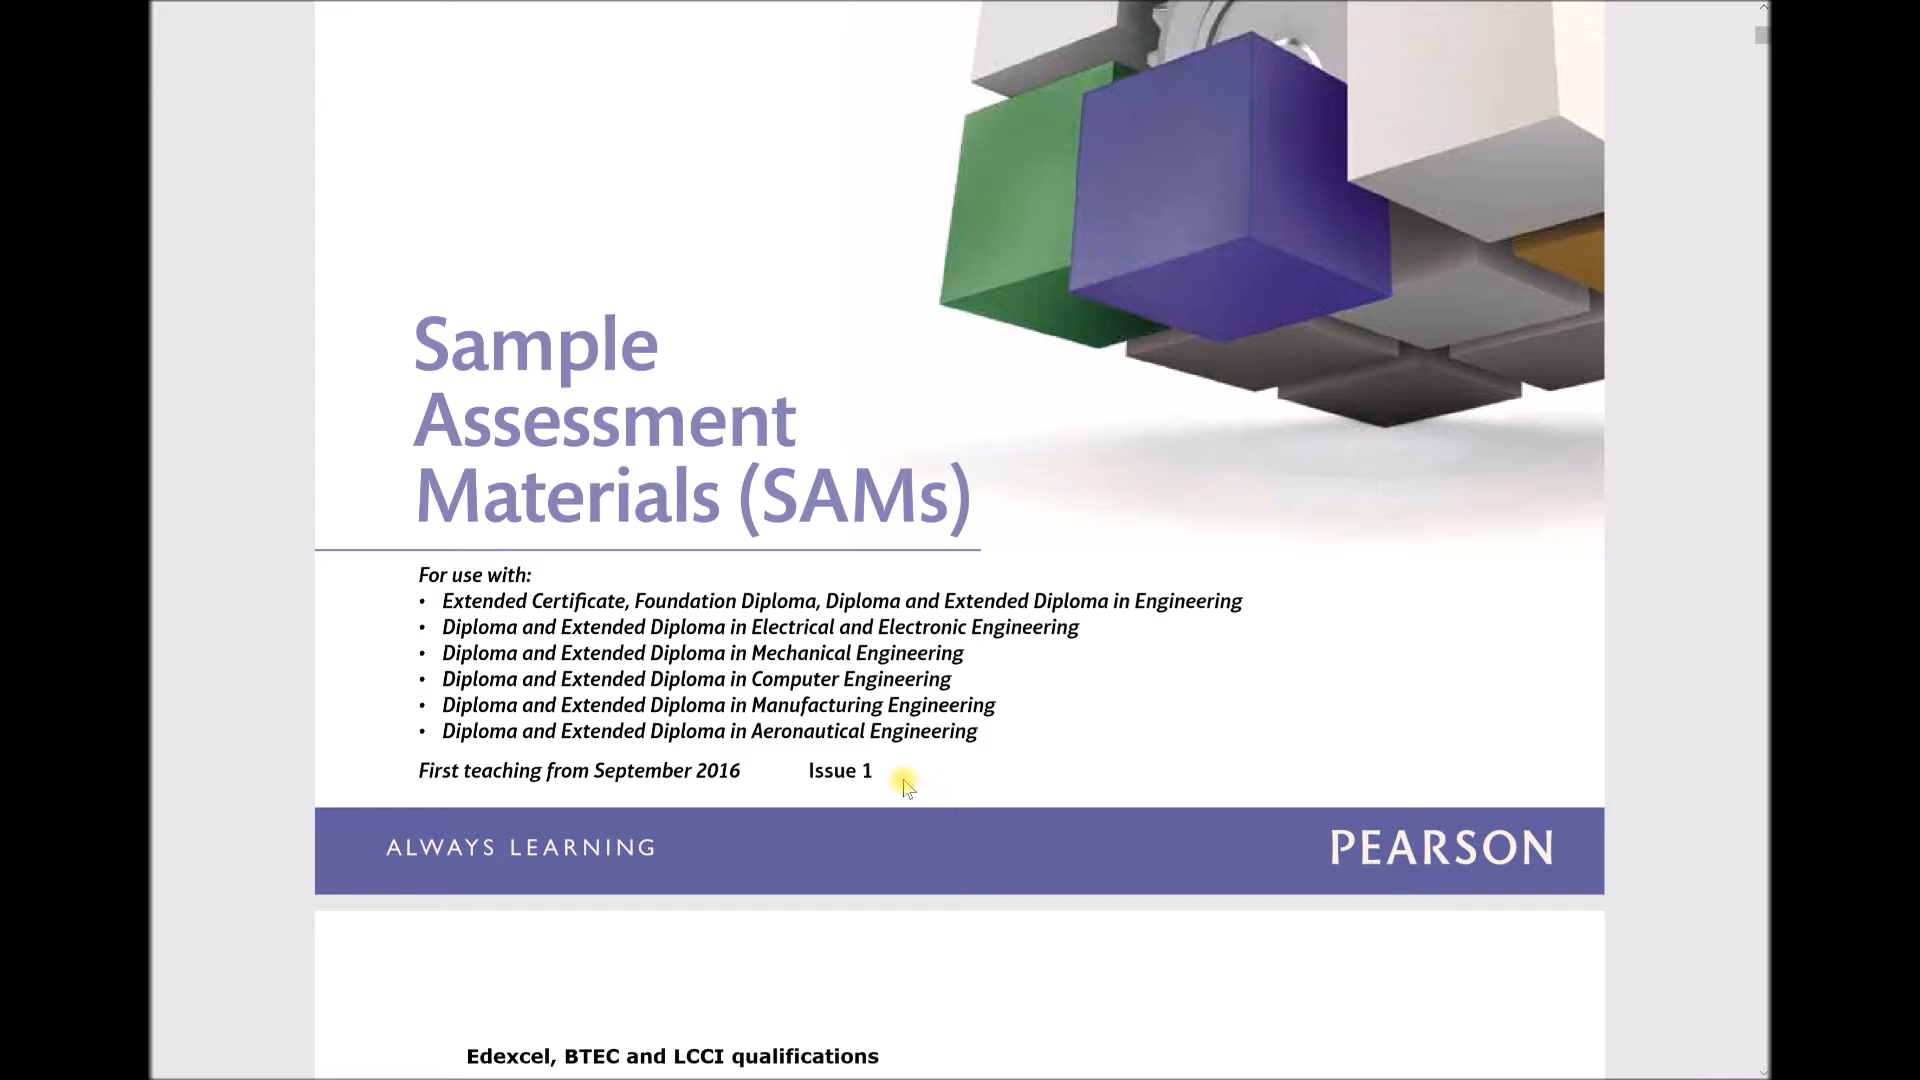 Sample
Assessment
Materials (SAMs)
For use with:
• Extended Certificate, Foundation Diploma, Diploma and Extended Diploma in Engineering
• Diploma and Extended Diploma in Electrical and Electronic Engineering
• Diploma and Extended Diploma in Mechanical Engineering
• Diploma and Extended Diploma in Computer Engineering
• Diploma and Extended Diploma in Manufacturing Engineering
• Diploma and Extended Diploma in Aeronautical Engineering
First teaching from September 2016 Issue 1
ALWAYS LEARNING PEARSON
Edexcel, BTEC and LCCI qualifications